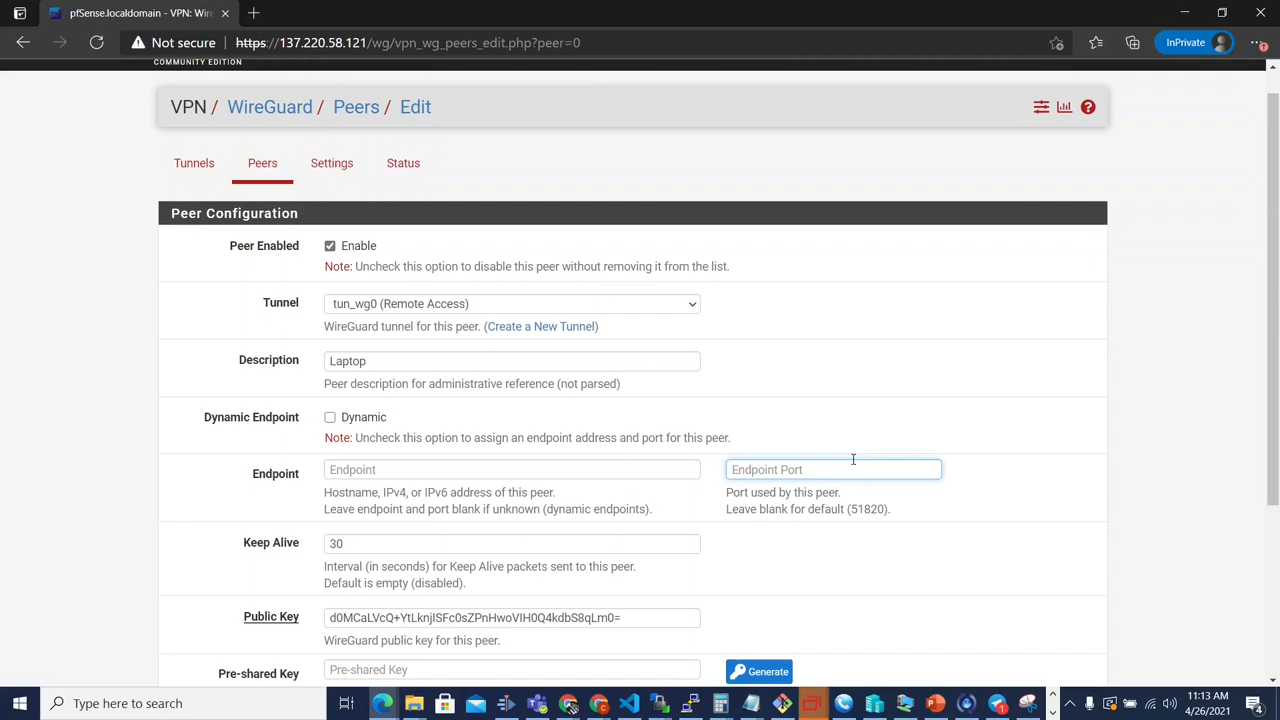 pfSense.localdomain - VPN: Wire
Not secure https://137.220.58.121/wg/vpn_wg_peers_edit.php?peer=0 InPrivate
COMMUNITY EDITION
VPN / WireGuard / Peers / Edit
Tunnels Peers Settings Status
Peer Configuration
Peer Enabled Enable
Note: Uncheck this option to disable this peer without removing it from the list.
Tunnel tun_wg0 (Remote Access)
WireGuard tunnel for this peer. (Create a New Tunnel)
Description Laptop
Peer description for administrative reference (not parsed)
Dynamic Endpoint Dynamic
Note: Uncheck this option to assign an endpoint address and port for this peer.
Endpoint Endpoint Endpoint Port
Hostname, IPv4, or IPv6 address of this peer. Port used by this peer.
Leave endpoint and port blank if unknown (dynamic endpoints). Leave blank for default (51820).
Keep Alive 30
Interval (in seconds) for Keep Alive packets sent to this peer.
Default is empty (disabled).
Public Key d0MCaLVcQ+YtLknjISFc0sZPnHwoVIH0Q4kdbS8qLm0=
WireGuard public key for this peer.
Pre-shared Key Pre-shared Key Generate
Type here to search
11:13 AM
4/26/2021